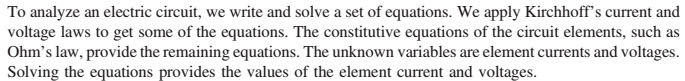 To analyze an electric circuit, we write and solve a set of equations. We apply Kirchhoff's current and
voltage laws to get some of the equations. The constitutive equations of the circuit elements, such as
Ohm's law, provide the remaining equations. The unknown variables are element currents and voltages.
Solving the equations provides the values of the element current and voltages.